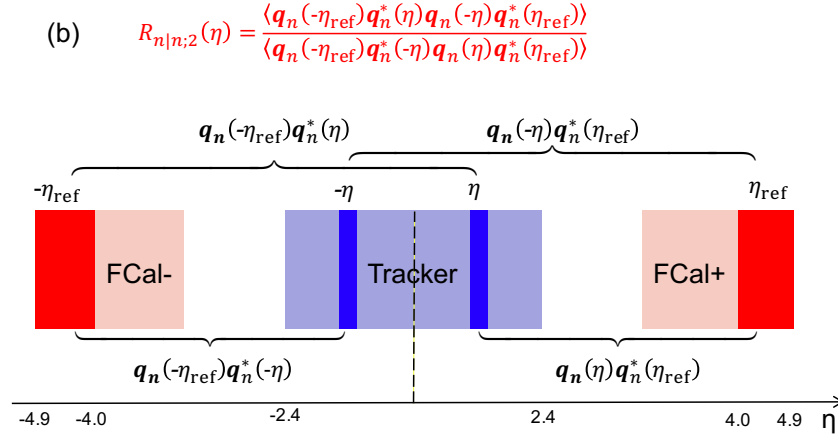 (b) R_{n|n;2}(η) = ⟨q_n(-η_ref)q_n^*(η)q_n(-η)q_n^*(η_ref)⟩ / ⟨q_n(-η_ref)q_n^*(-η)q_n(η)q_n^*(η_ref)⟩
q_n(-η_ref)q_n^*(η) q_n(-η)q_n^*(η_ref)
-η_ref -η η η_ref
FCal- Tracker FCal+
q_n(-η_ref)q_n^*(-η) q_n(η)q_n^*(η_ref)
-4.9 -4.0 -2.4 2.4 4.0 4.9 η